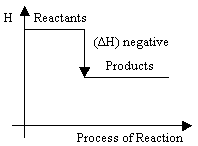 H
Reactants
(ΔH) negative
Products
Process of Reaction